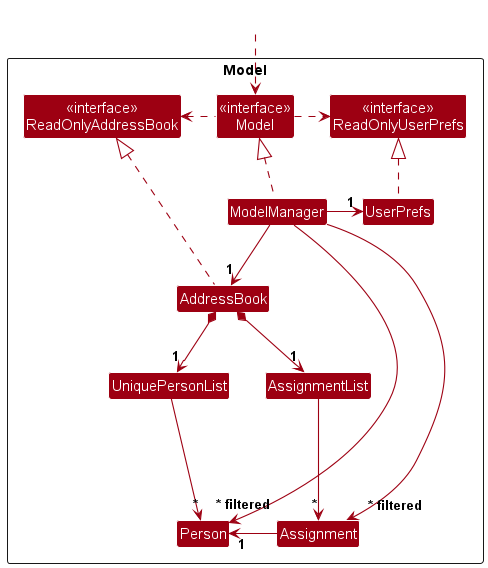 Model
«interface»
ReadOnlyAddressBook
«interface»
Model
«interface»
ReadOnlyUserPrefs
ModelManager
1
UserPrefs
1
AddressBook
1
1
UniquePersonList
AssignmentList
*
* filtered
*
* filtered
Person
1
Assignment